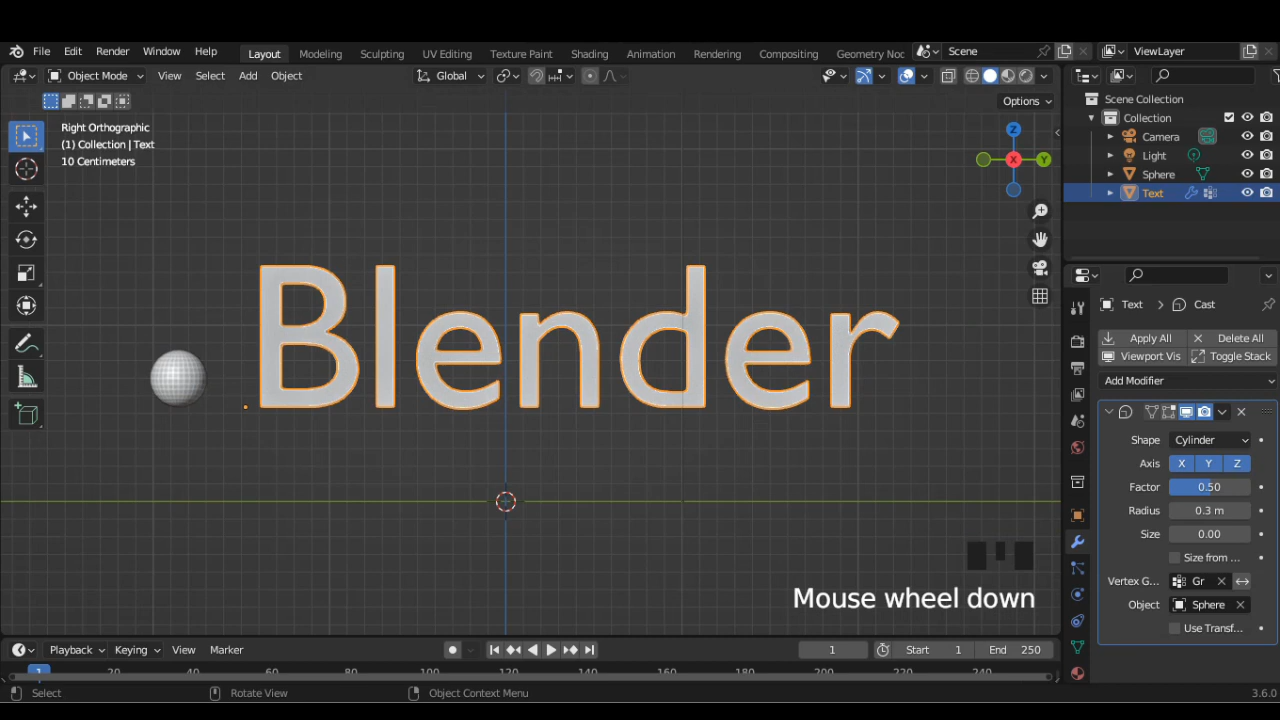 File Edit Render Window Help Layout Modeling Sculpting UV Editing Texture Paint Shading Animation Rendering Compositing Geometry Noc Scene ViewLayer
Object Mode View Select Add Object Global
Options
Right Orthographic
(1) Collection | Text
10 Centimeters
Z
X
Y
Blender
Mouse wheel down
Scene Collection
Collection
Camera
Light
Sphere
Text
Text Cast
Apply All Delete All
Viewport Vis Toggle Stack
Add Modifier
Shape Cylinder
Axis X Y Z
Factor 0.50
Radius 0.3 m
Size 0.00
Size from ...
Vertex G... Gr
Object Sphere
Use Transf...
Playback Keying View Marker 1 Start 1 End 250
1 20 40 60 80 100 120 140 160 180 200 220 240
Select Rotate View Object Context Menu 3.6.0